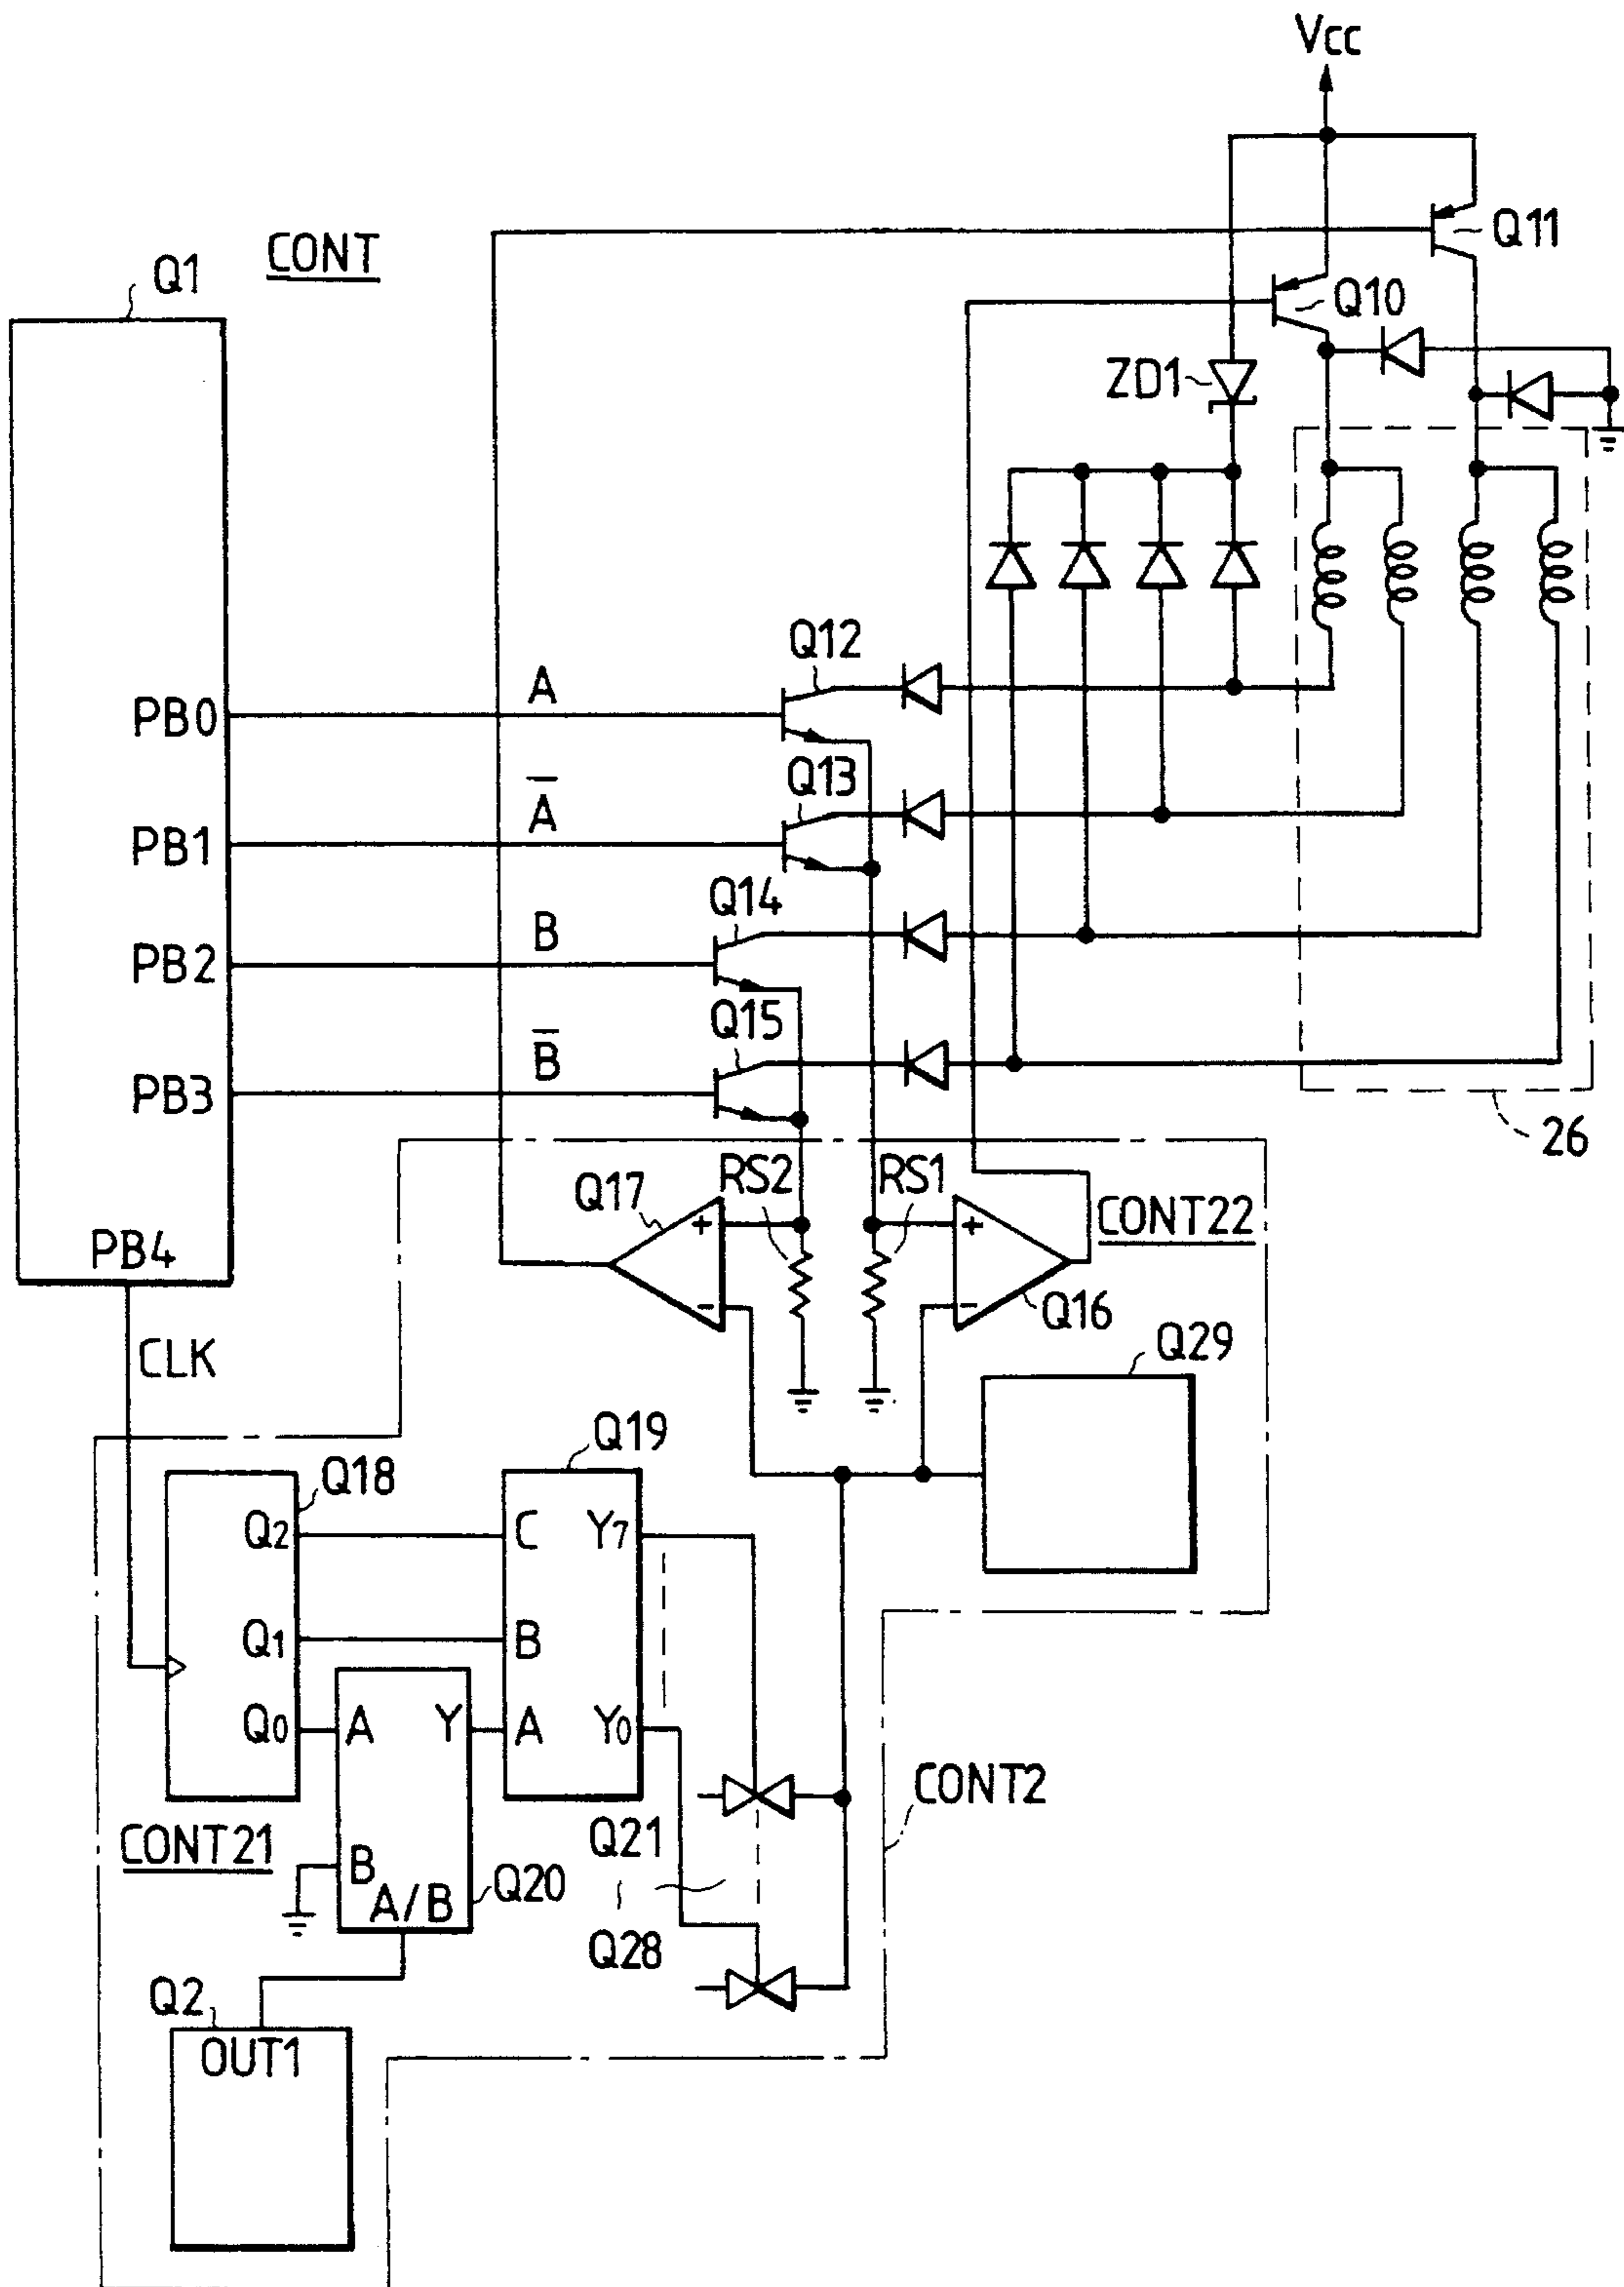 Vcc
CONT
Q1
Q11
Q10
ZD1
Q12
A
PB0
Q13
A̅
PB1
Q14
B
PB2
Q15
B̅
PB3
26
Q17
RS2
RS1
CONT22
+
+
PB4
-
-
Q16
CLK
Q29
Q19
Q18
Q2
C
Y7
Q1
B
Q0
A
Y
A
Y0
CONT2
CONT21
Q21
B
Q20
A/B
Q28
Q2
OUT1